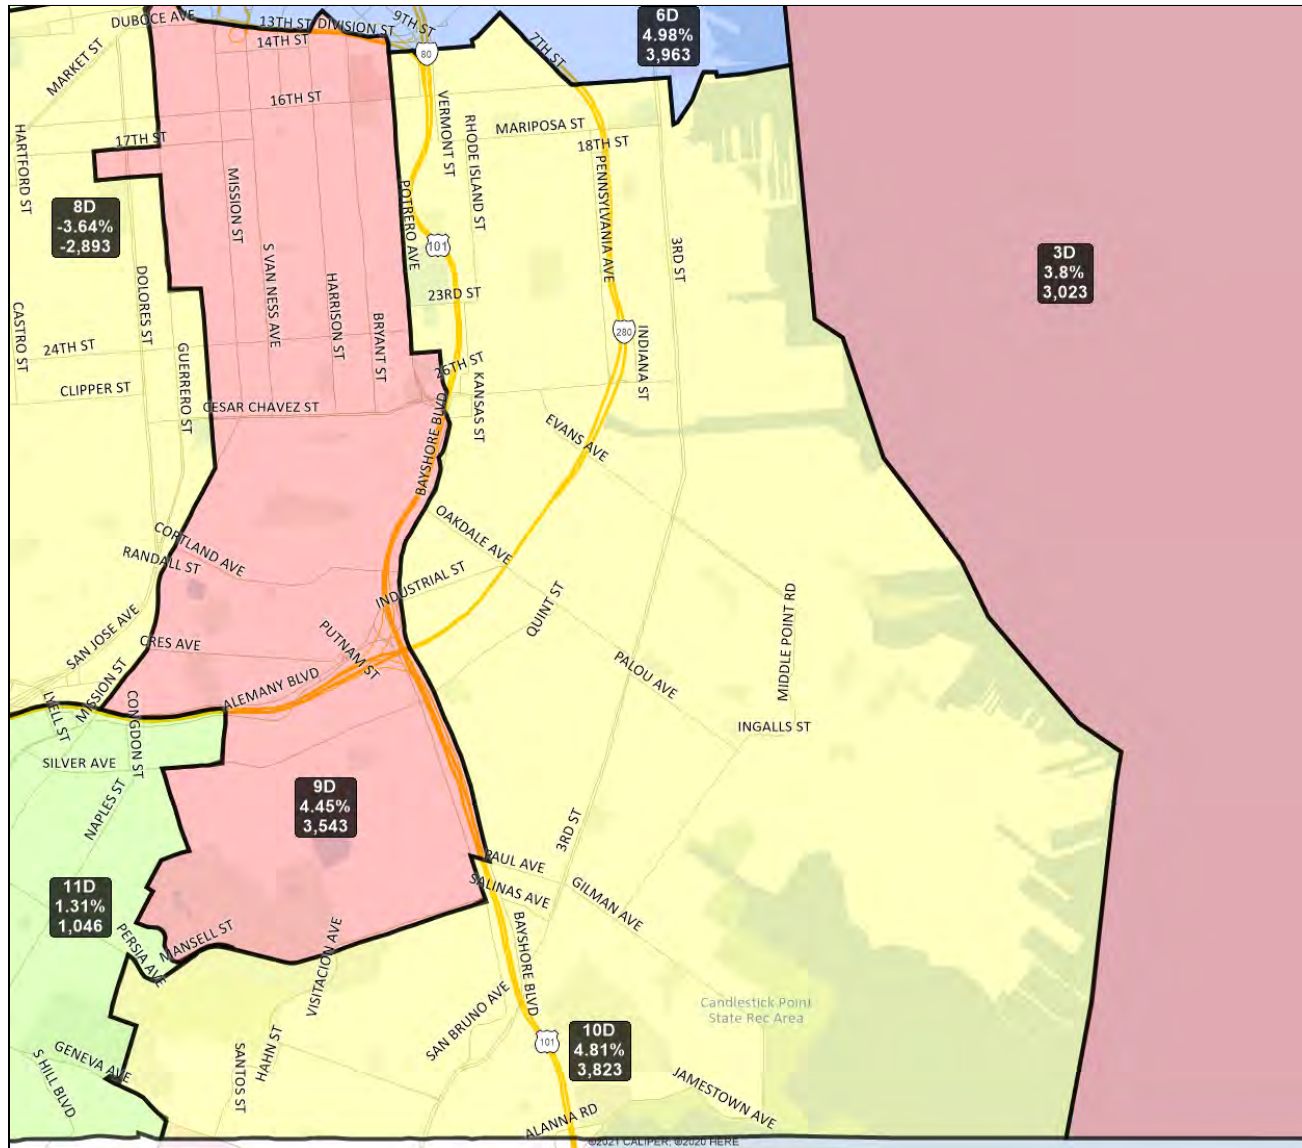 DUBOCE AVE
13TH ST
DIVISION ST
9TH ST
14TH ST
80
7TH ST
6D
4.98%
3,963
MARKET ST
16TH ST
VERMONT ST
RHODE ISLAND ST
MARIPOSA ST
18TH ST
HARTFORD ST
17TH ST
MISSION ST
POTRERO AVE
PENNSYLVANIA AVE
8D
-3.64%
-2,893
101
3RD ST
3D
3.8%
3,023
DOLORES ST
S VAN NESS AVE
HARRISON ST
BRYANT ST
23RD ST
280
INDIANA ST
CASTRO ST
24TH ST
GUERRERO ST
26TH ST
KANSAS ST
CLIPPER ST
CESAR CHAVEZ ST
BAYSHORE BLVD
EVANS AVE
OAKDALE AVE
CORTLAND AVE
RANDALL ST
INDUSTRIAL ST
QUINT ST
MIDDLE POINT RD
SAN JOSE AVE
CRES AVE
PUTNAM ST
PALOU AVE
MISSION ST
LYELL ST
CONGDON ST
ALEMANY BLVD
INGALLS ST
SILVER AVE
NAPLES ST
9D
4.45%
3,543
3RD ST
PAUL AVE
SALINAS AVE
GILMAN AVE
11D
1.31%
1,046
PERSIA AVE
MANSELL ST
VISITACION AVE
BAYSHORE BLVD
SAN BRUNO AVE
Candlestick Point
State Rec Area
10D
4.81%
3,823
101
GENEVA AVE
S HILL BLVD
SANTOS ST
HAHN ST
JAMESTOWN AVE
ALANNA RD
©2021 CALIPER; ©2020 HERE